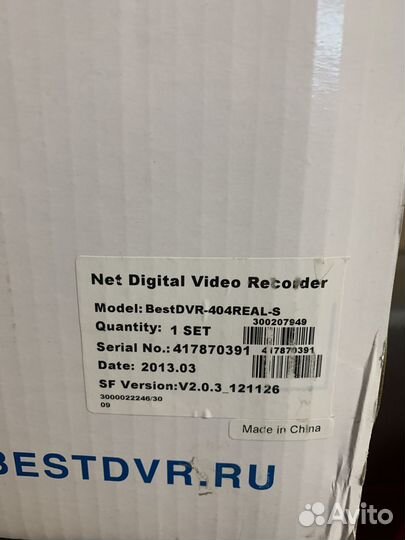 Net Digital Video Recorder
Model: BestDVR-404REAL-S
300207949
Quantity: 1 SET
Serial No.: 417870391
417870391
Date: 2013.03
SF Version: V2.0.3_121126
3000022246/30
09
Made in China
BESTDVR.RU
Avito